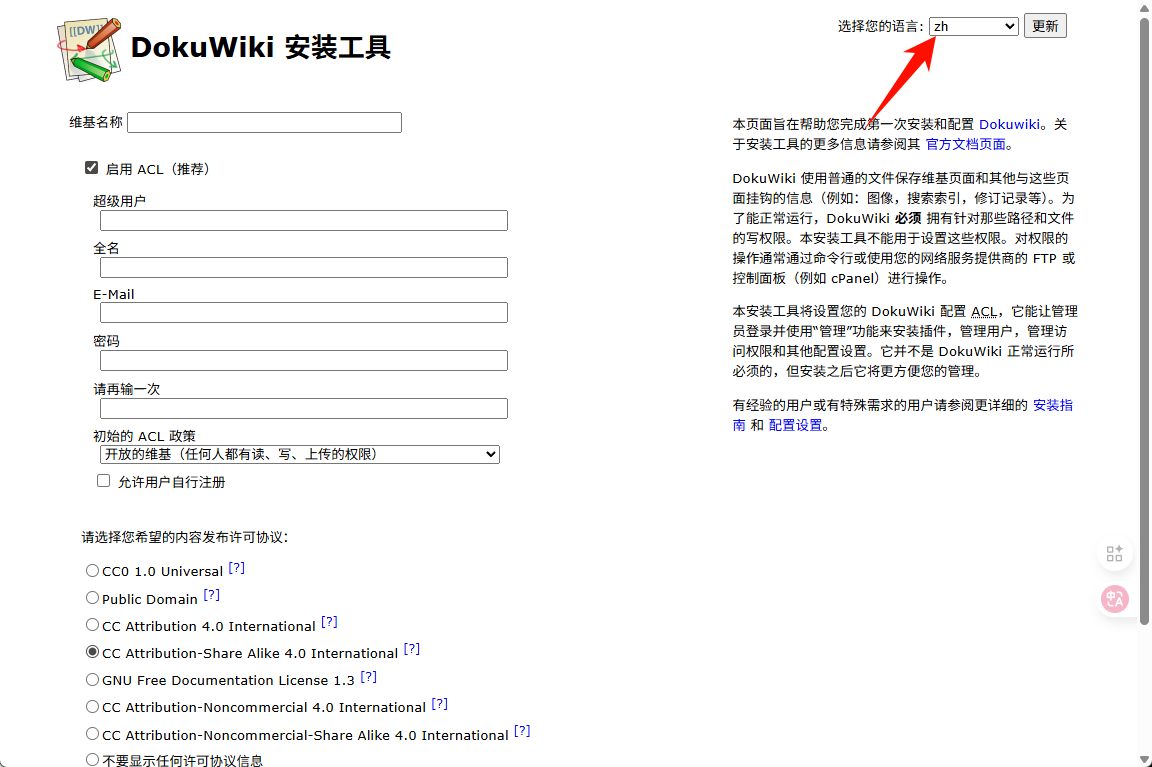 [[DW]]
DokuWiki 安装工具
选择您的语言: zh 更新
维基名称
启用 ACL（推荐）
超级用户
全名
E-Mail
密码
请再输一次
初始的 ACL 政策
开放的维基（任何人都有读、写、上传的权限）
允许用户自行注册
请选择您希望的内容发布许可协议：
CC0 1.0 Universal [?]
Public Domain [?]
CC Attribution 4.0 International [?]
CC Attribution-Share Alike 4.0 International [?]
GNU Free Documentation License 1.3 [?]
CC Attribution-Noncommercial 4.0 International [?]
CC Attribution-Noncommercial-Share Alike 4.0 International [?]
不要显示任何许可协议信息
本页面旨在帮助您完成第一次安装和配置 Dokuwiki。关
于安装工具的更多信息请参阅其 官方文档页面。
DokuWiki 使用普通的文件保存维基页面和其他与这些页
面挂钩的信息（例如：图像，搜索索引，修订记录等）。为
了能正常运行，DokuWiki 必须 拥有针对那些路径和文件
的写权限。本安装工具不能用于设置这些权限。对权限的
操作通常通过命令行或使用您的网络服务提供商的 FTP 或
控制面板（例如 cPanel）进行操作。
本安装工具将设置您的 DokuWiki 配置 ACL，它能让管理
员登录并使用“管理”功能来安装插件，管理用户，管理访
问权限和其他配置设置。它并不是 DokuWiki 正常运行所
必须的，但安装之后它将更方便您的管理。
有经验的用户或有特殊需求的用户请参阅更详细的 安装指
南 和 配置设置。
中
A